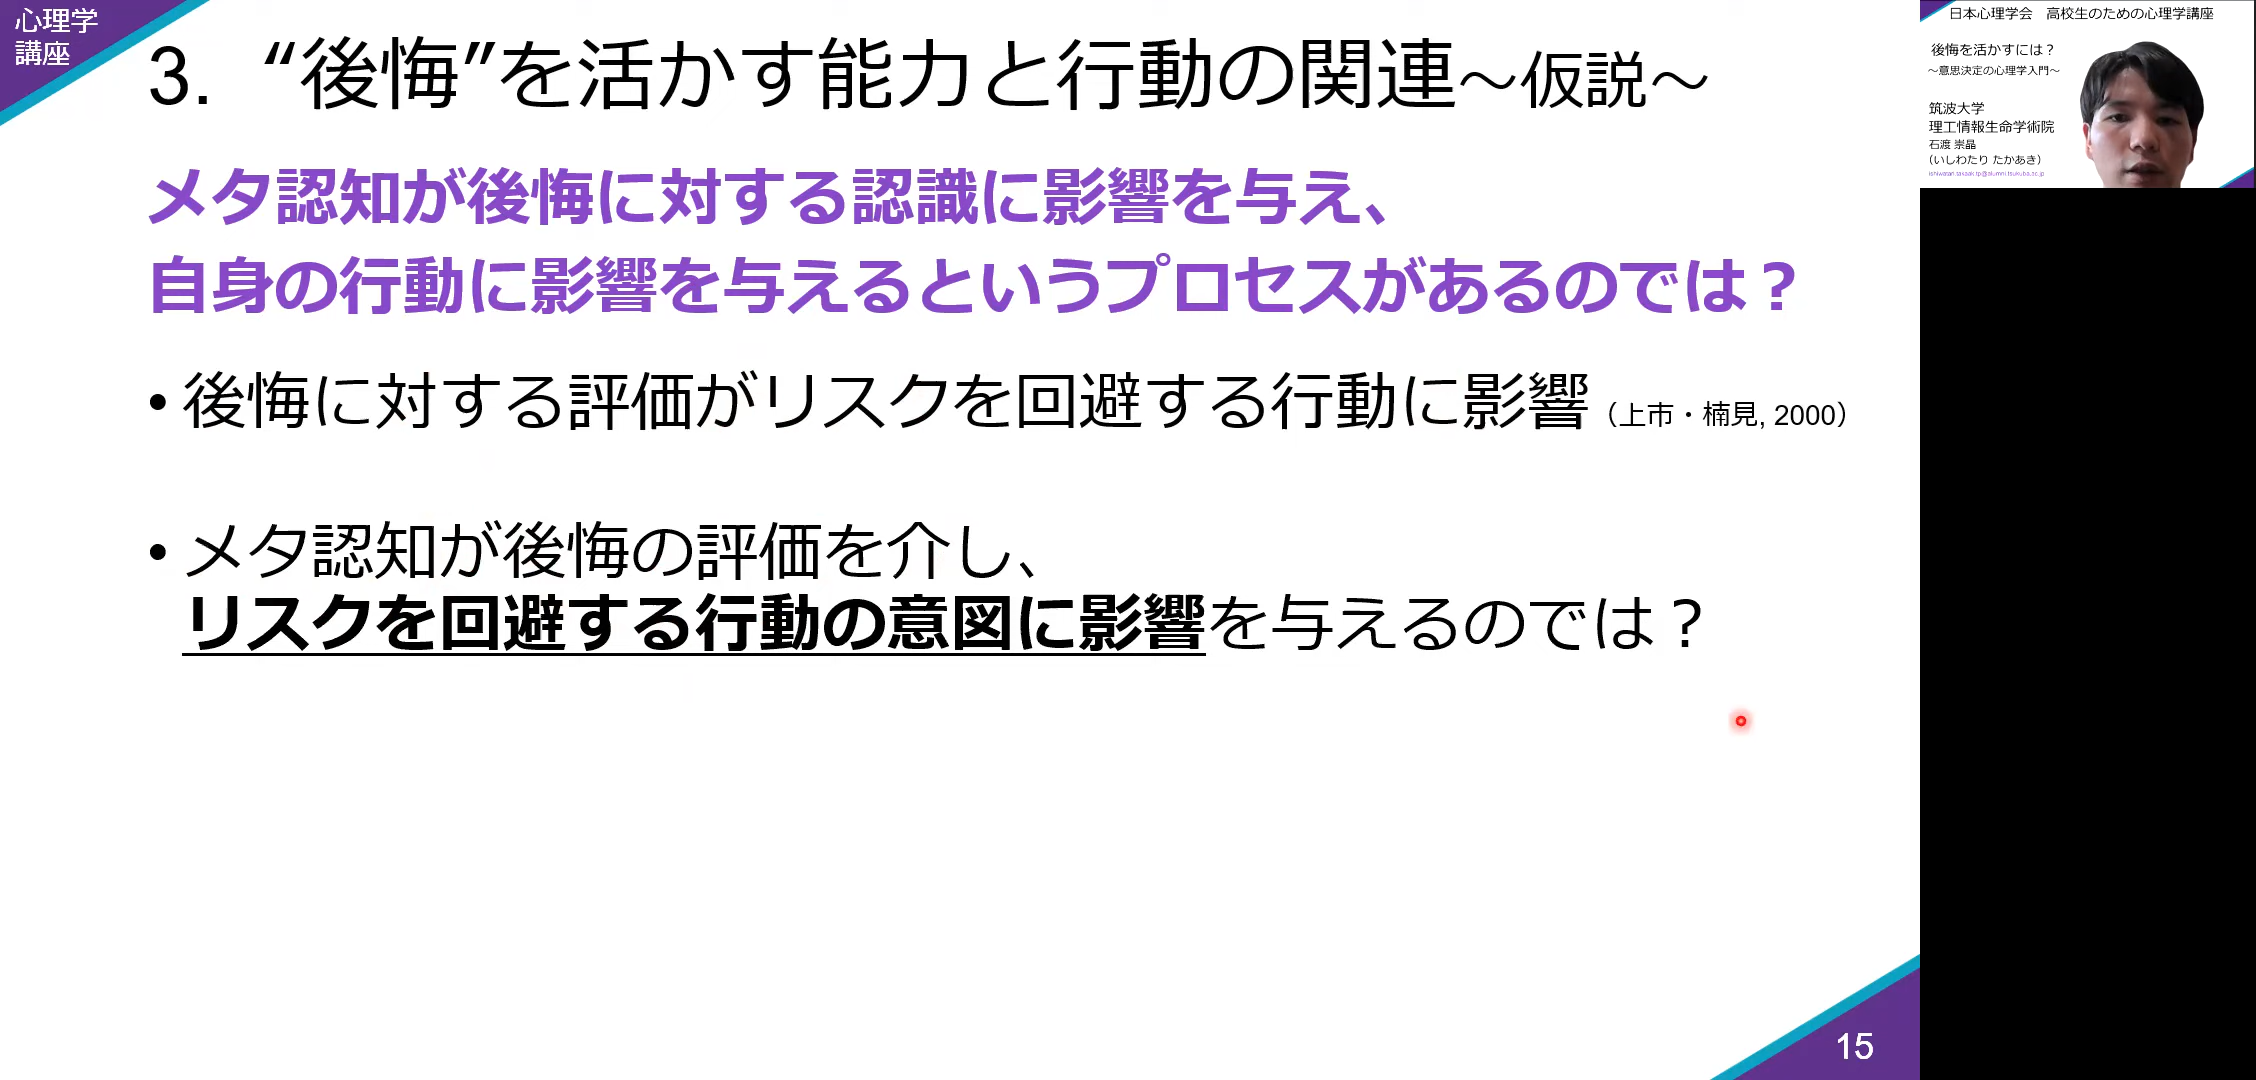 心理学
講座
3. “後悔”を活かす能力と行動の関連～仮説～
メタ認知が後悔に対する認識に影響を与え、
自身の行動に影響を与えるというプロセスがあるのでは？
• 後悔に対する評価がリスクを回避する行動に影響（上市・楠見, 2000）
• メタ認知が後悔の評価を介し、
リスクを回避する行動の意図に影響を与えるのでは？
15
日本心理学会　高校生のための心理学講座
後悔を活かすには？
～意思決定の心理学入門～
筑波大学
理工情報生命学術院
石渡 崇晶
（いしわたり たかあき）